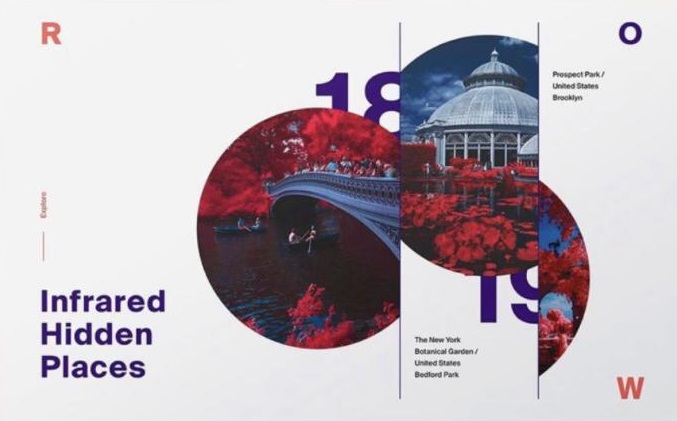 R
O
18
Prospect Park /
United States
Brooklyn
Explore
Infrared
Hidden
Places
19
The New York
Botanical Garden /
United States
Bedford Park
W